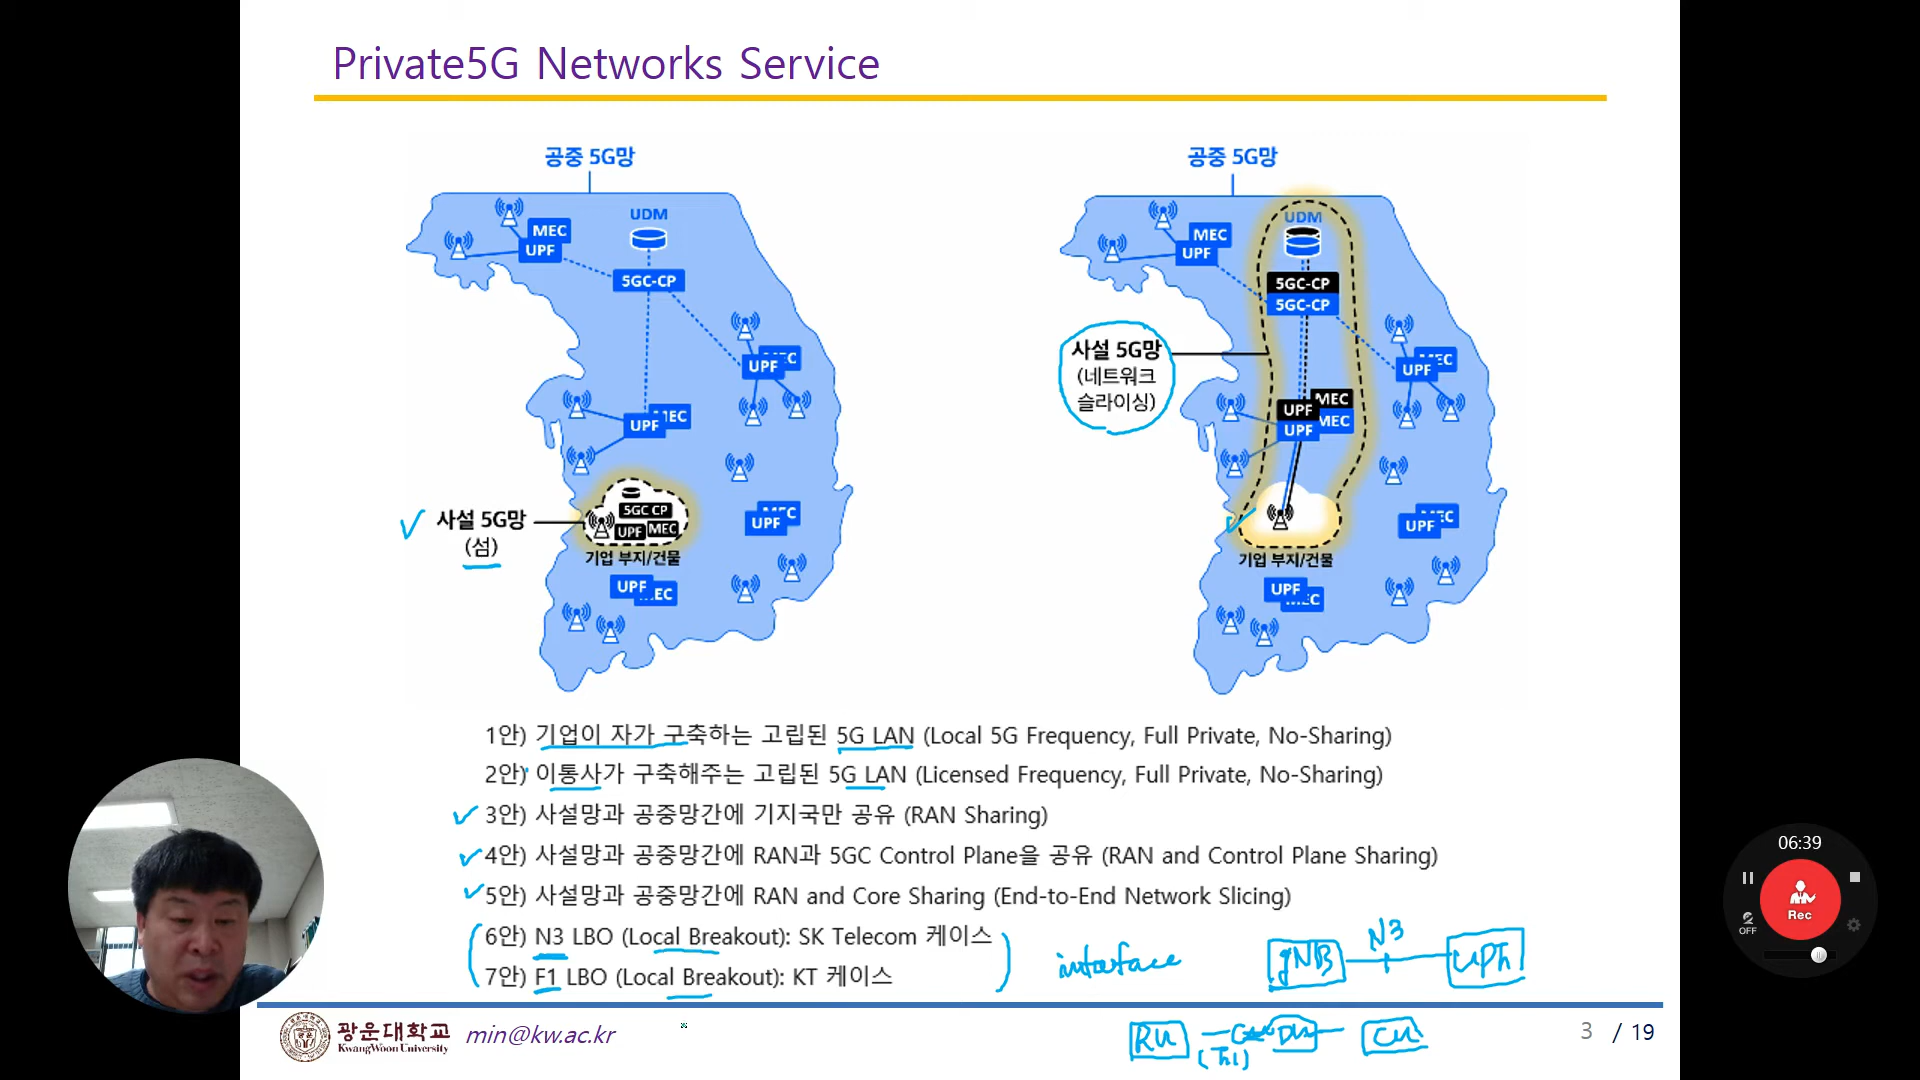 Private5G Networks Service
공중 5G망
UDM
MEC
UPF
5GC-CP
MEC
UPF
MEC
UPF
사설 5G망
(섬)
5GC CP
UPF MEC
기업 부지/건물
MEC
UPF
UPF
MEC
공중 5G망
UDM
MEC
UPF
5GC-CP
5GC-CP
사설 5G망
(네트워크
슬라이싱)
MEC
UPF
MEC
UPF
MEC
UPF
기업 부지/건물
MEC
UPF
UPF
MEC
1안) 기업이 자가 구축하는 고립된 5G LAN (Local 5G Frequency, Full Private, No-Sharing)
2안) 이통사가 구축해주는 고립된 5G LAN (Licensed Frequency, Full Private, No-Sharing)
3안) 사설망과 공중망간에 기지국만 공유 (RAN Sharing)
4안) 사설망과 공중망간에 RAN과 5GC Control Plane을 공유 (RAN and Control Plane Sharing)
5안) 사설망과 공중망간에 RAN and Core Sharing (End-to-End Network Slicing)
6안) N3 LBO (Local Breakout): SK Telecom 케이스
7안) F1 LBO (Local Breakout): KT 케이스
interface gNB N3 UPF
RU DU CU
(F1)
광운대학교
KwangWoon University
min@kw.ac.kr
3 / 19
06:39
Rec
OFF